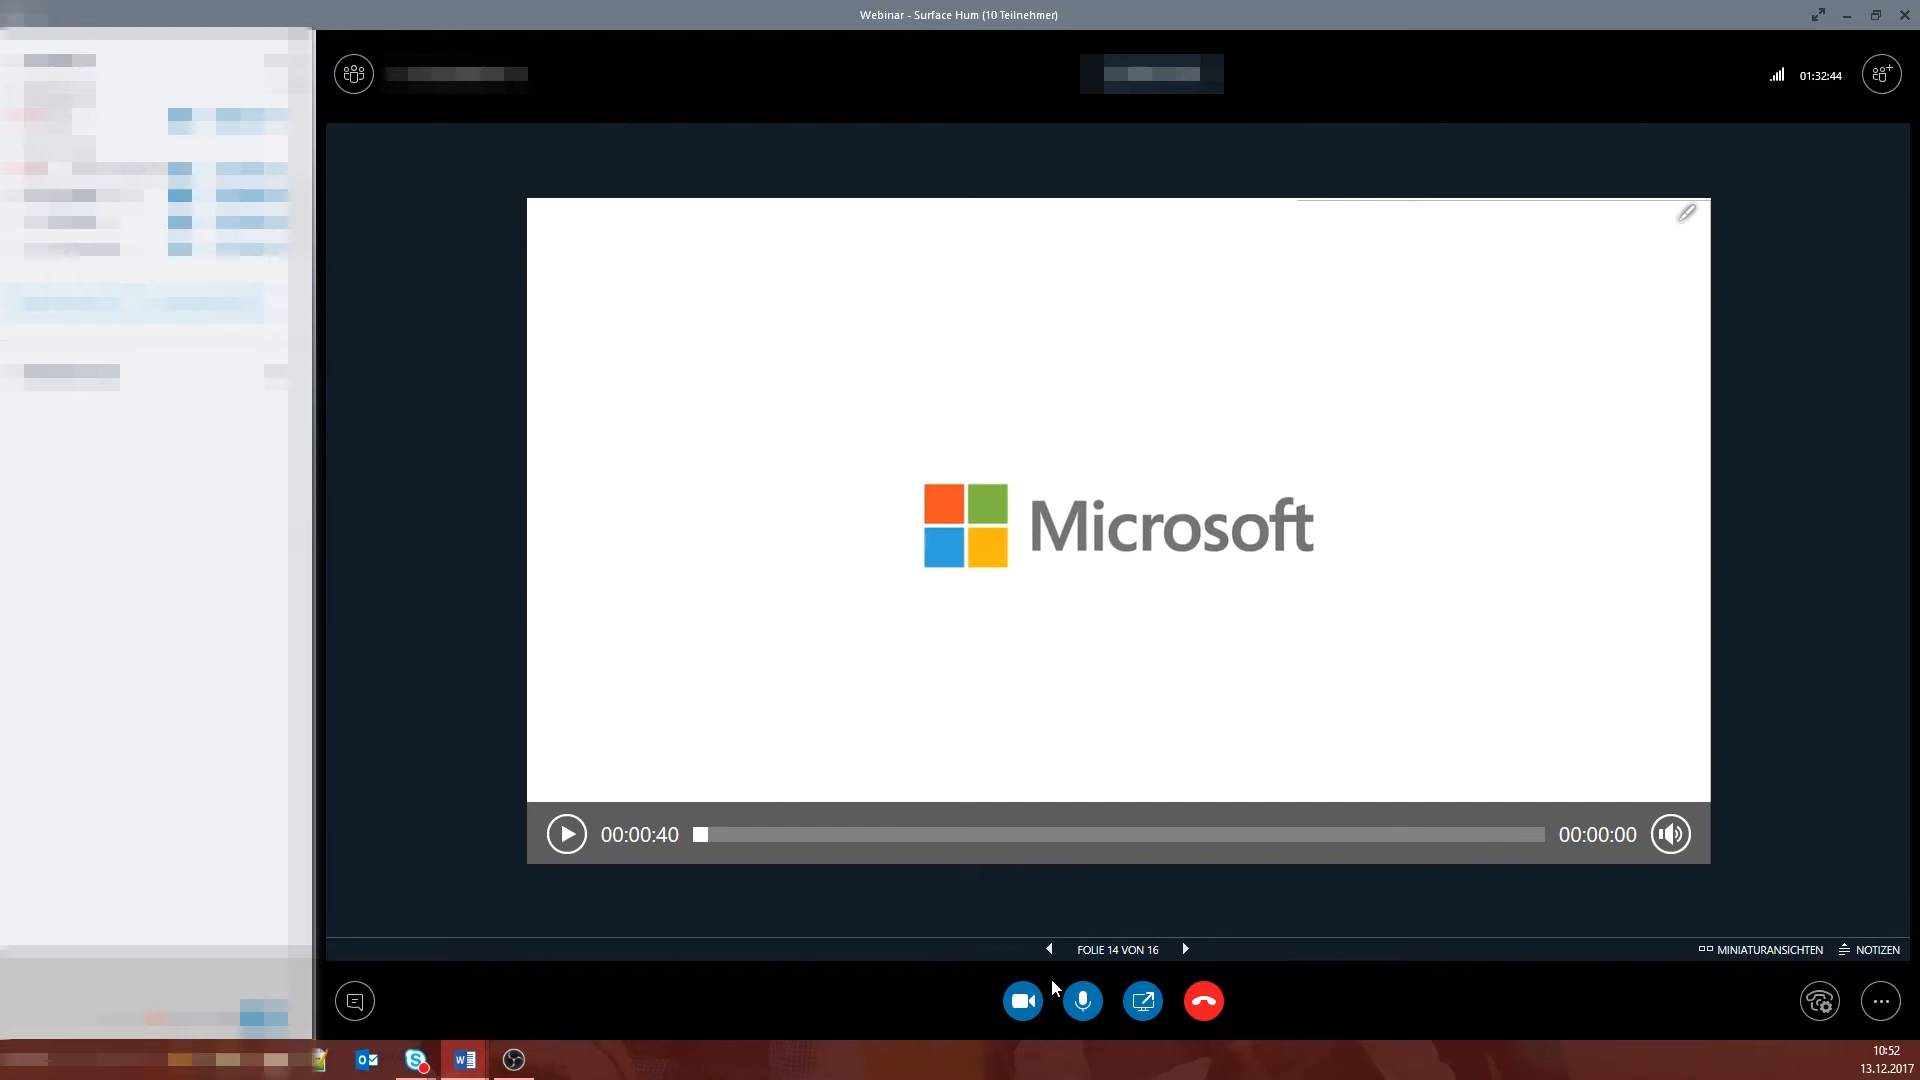 Webinar - Surface Hum (10 Teilnehmer)
01:32:44
Microsoft
00:00:40
00:00:00
FOLIE 14 VON 16
MINIATURANSICHTEN
NOTIZEN
10:52
13.12.2017